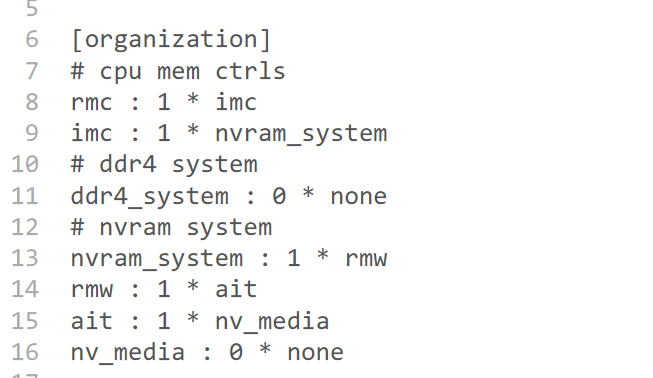 5
6 [organization]
7 # cpu mem ctrls
8 rmc : 1 * imc
9 imc : 1 * nvram_system
10 # ddr4 system
11 ddr4_system : 0 * none
12 # nvram system
13 nvram_system : 1 * rmw
14 rmw : 1 * ait
15 ait : 1 * nv_media
16 nv_media : 0 * none
17